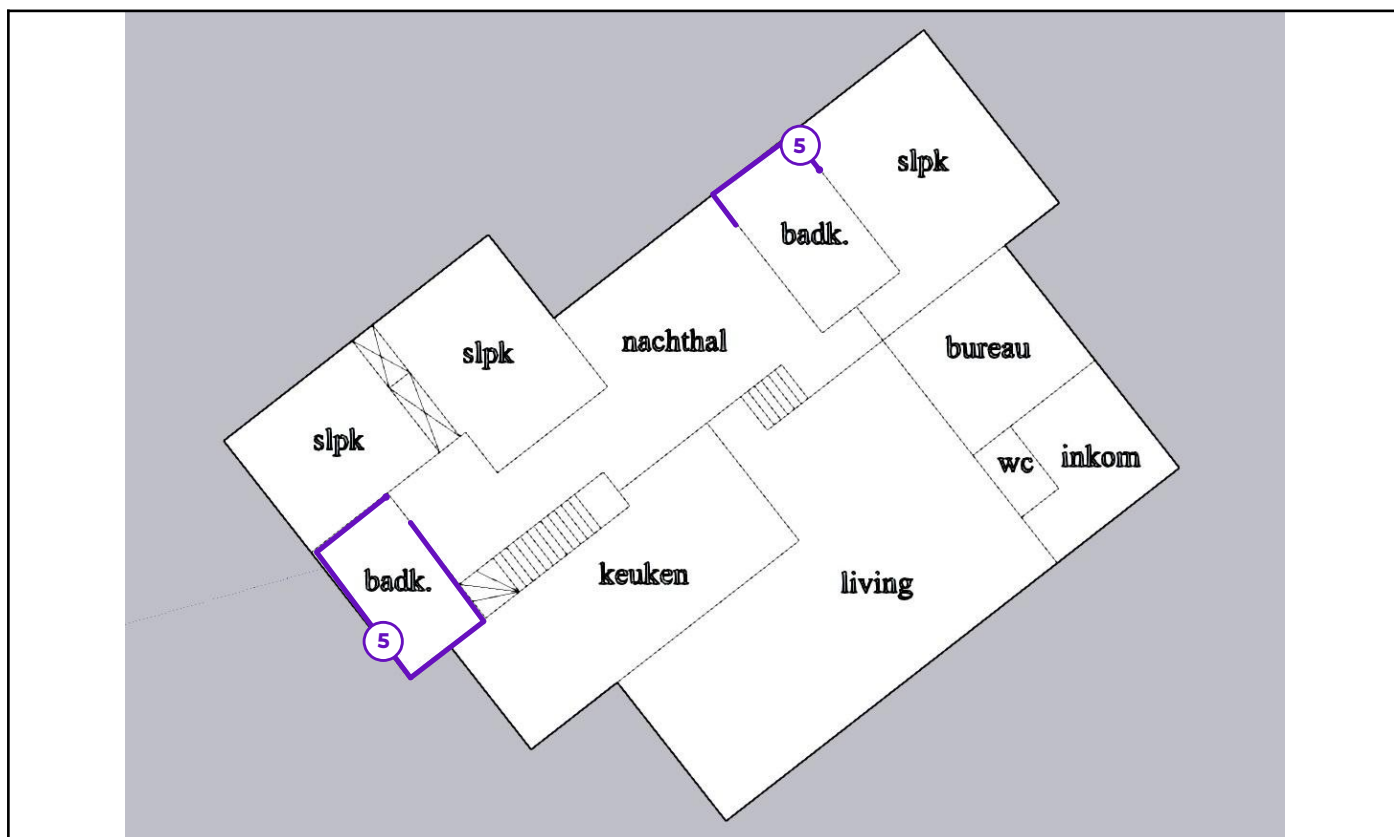 5
slpk
badk.
nachthal
slpk
bureau
slpk
wc
inkom
badk.
keuken
living
5